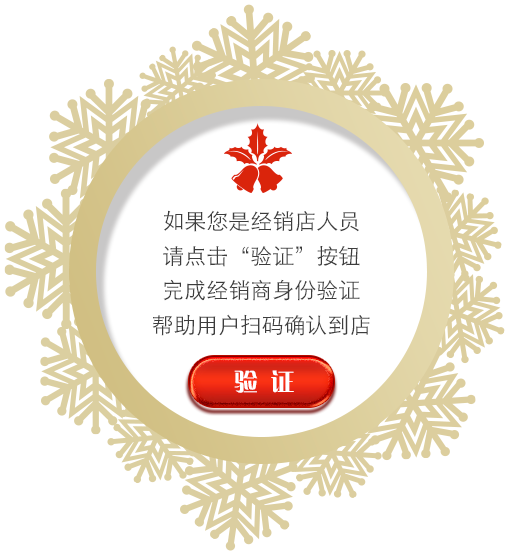 如果您是经销店人员
请点击“验证”按钮
完成经销商身份验证
帮助用户扫码确认到店
验 证